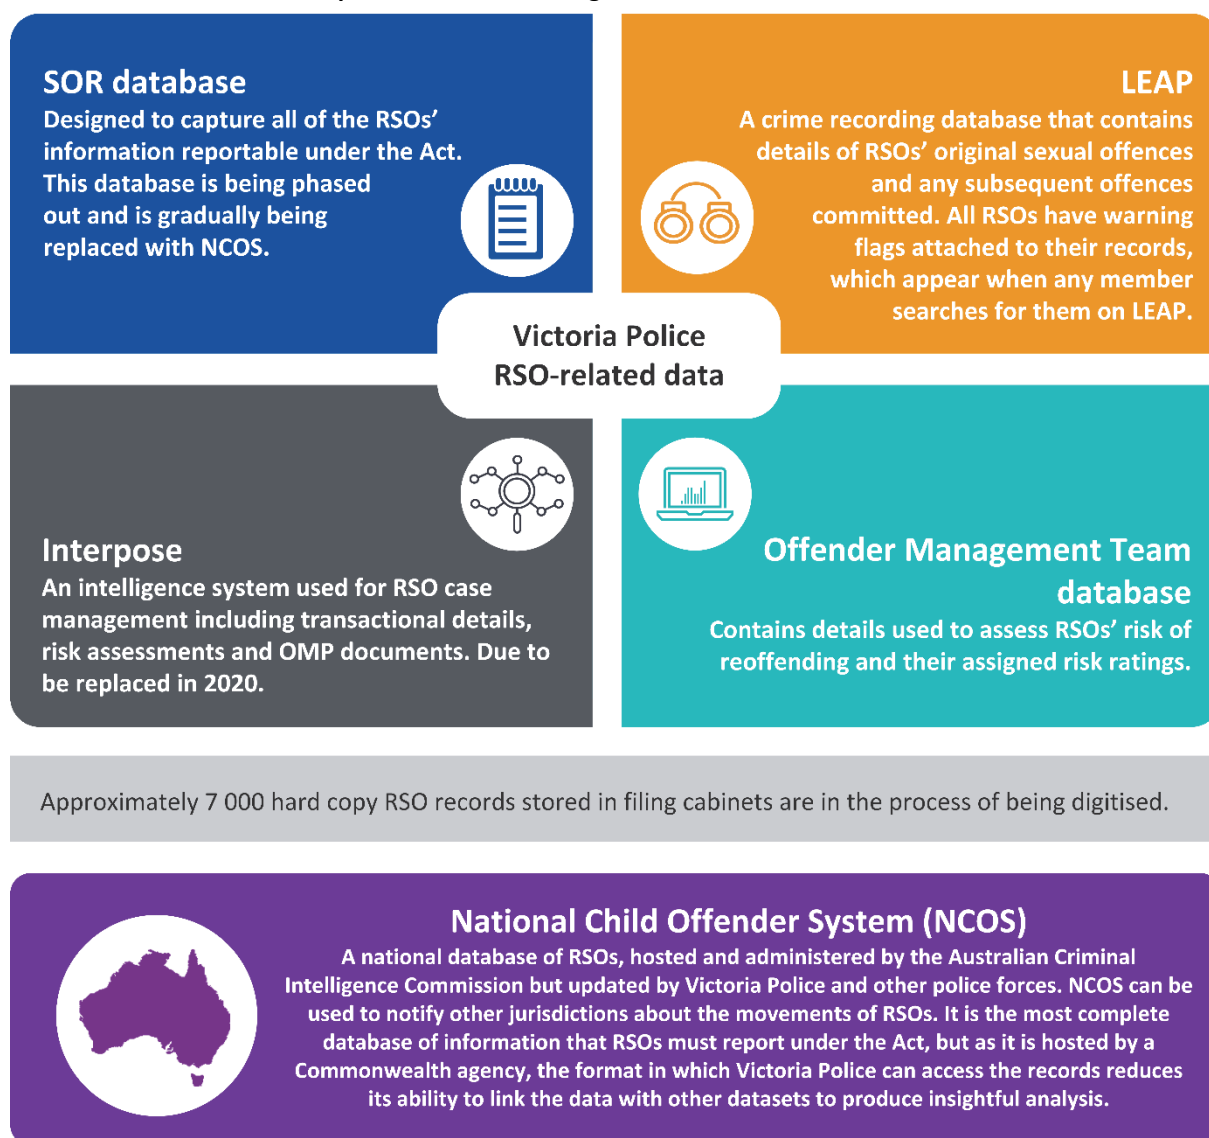 SOR database
Designed to capture all of the RSOs’
information reportable under the Act.
This database is being phased
out and is gradually being
replaced with NCOS.
LEAP
A crime recording database that contains
details of RSOs’ original sexual offences
and any subsequent offences
committed. All RSOs have warning
flags attached to their records,
which appear when any member
searches for them on LEAP.
Victoria Police
RSO-related data
Interpose
An intelligence system used for RSO case
management including transactional details,
risk assessments and OMP documents. Due to
be replaced in 2020.
Offender Management Team
database
Contains details used to assess RSOs’ risk of
reoffending and their assigned risk ratings.
Approximately 7 000 hard copy RSO records stored in filing cabinets are in the process of being digitised.
National Child Offender System (NCOS)
A national database of RSOs, hosted and administered by the Australian Criminal
Intelligence Commission but updated by Victoria Police and other police forces. NCOS can be
used to notify other jurisdictions about the movements of RSOs. It is the most complete
database of information that RSOs must report under the Act, but as it is hosted by a
Commonwealth agency, the format in which Victoria Police can access the records reduces
its ability to link the data with other datasets to produce insightful analysis.